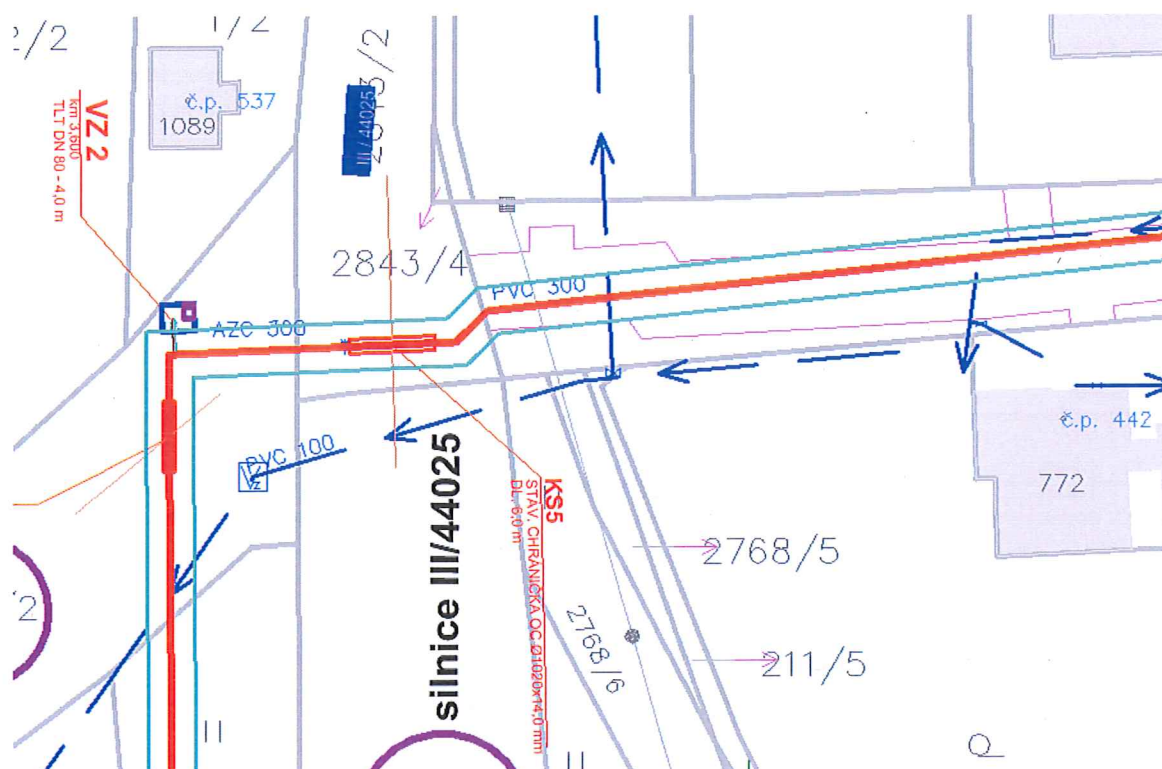 1/2
č.p. 537
1089
VZ 2
km 3,600
TLT DN 80 - 4,0 m
III/44025
2843/4
PVC 300
AZC 300
PVC 100
č.p. 442
772
silnice III/44025
KS5
STAV. CHRÁNIČKA OC Ø1020x14,0 mm
DL. 6,0 m
2768/5
2768/6
211/5